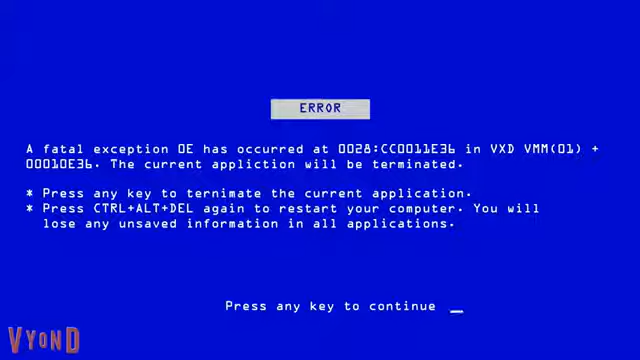 ERROR
A fatal exception 0E has occurred at 0028:CC0011E36 in VXD VMM(01) +
00010E36. The current appliction will be terminated.
* Press any key to ternimate the current application.
* Press CTRL+ALT+DEL again to restart your computer. You will
lose any unsaved information in all applications.
Press any key to continue _
VYOND